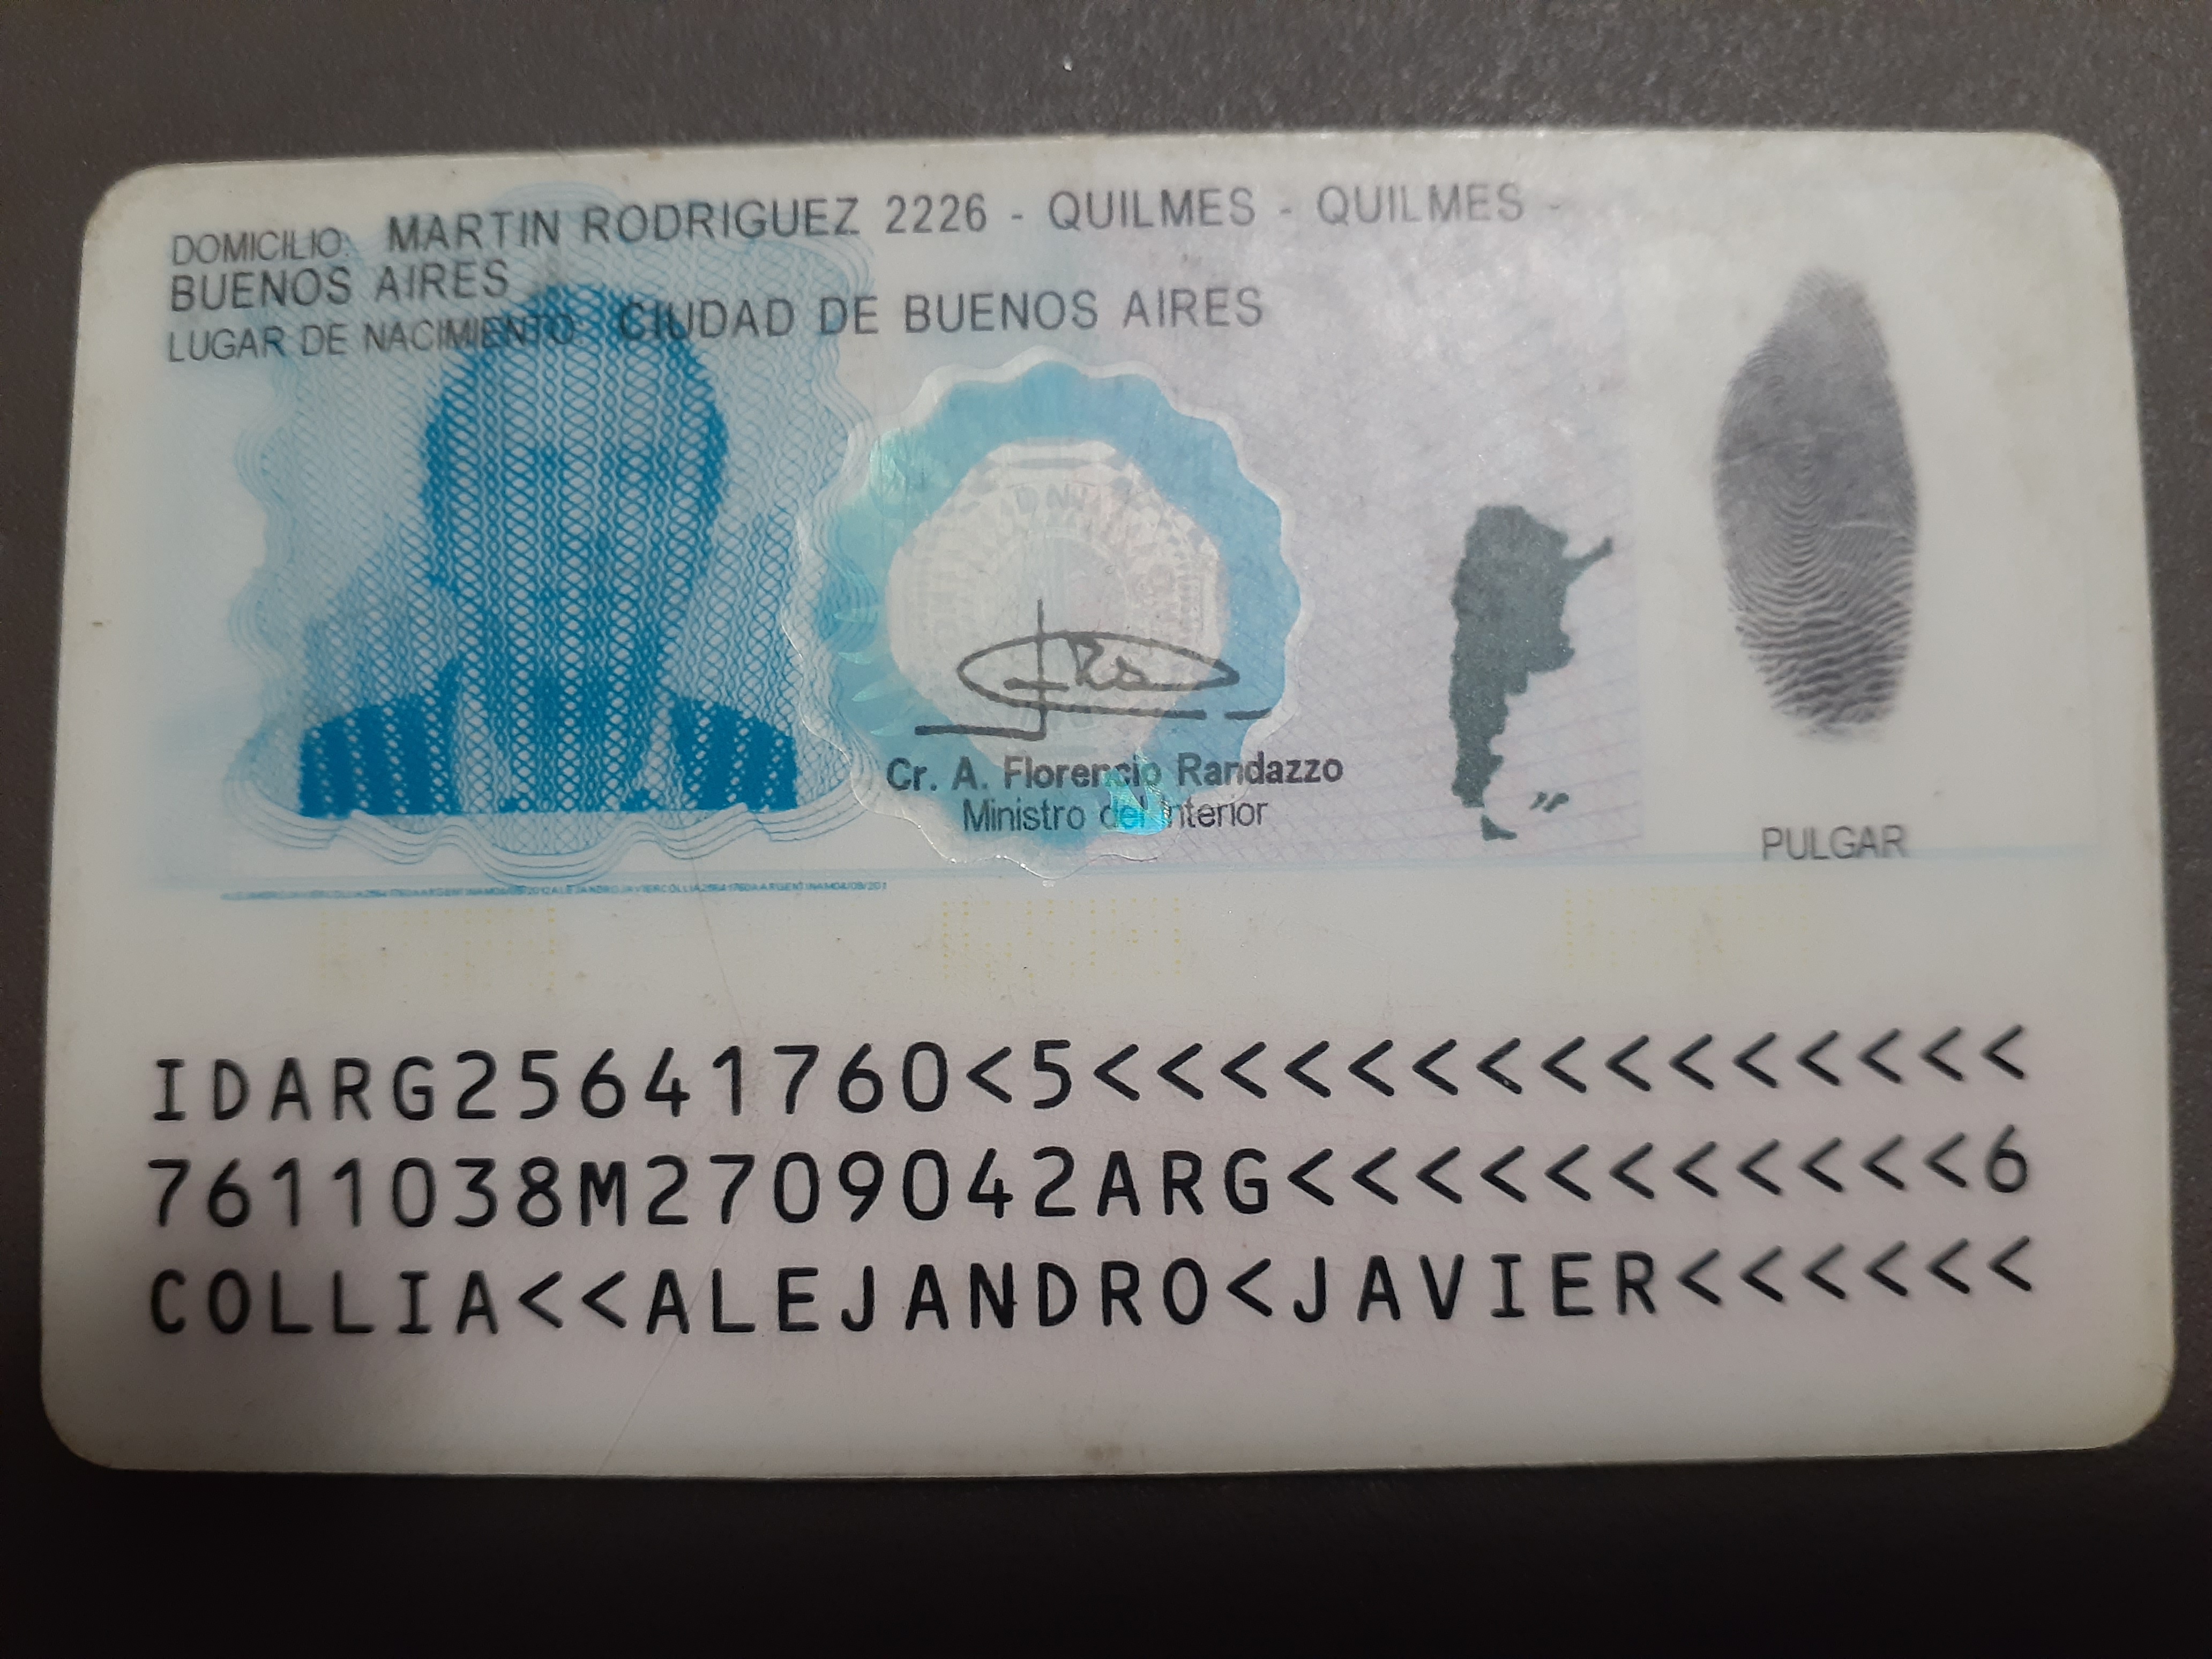 DOMICILIO: MARTIN RODRIGUEZ 2226 - QUILMES - QUILMES -
BUENOS AIRES
LUGAR DE NACIMIENTO: CIUDAD DE BUENOS AIRES
DNI
Cr. A. Florencio Randazzo
Ministro del Interior
PULGAR
IDARG25641760<5<<<<<<<<<<<<<<<
7611038M2709042ARG<<<<<<<<<<<6
COLLIA<<ALEJANDRO<JAVIER<<<<<<